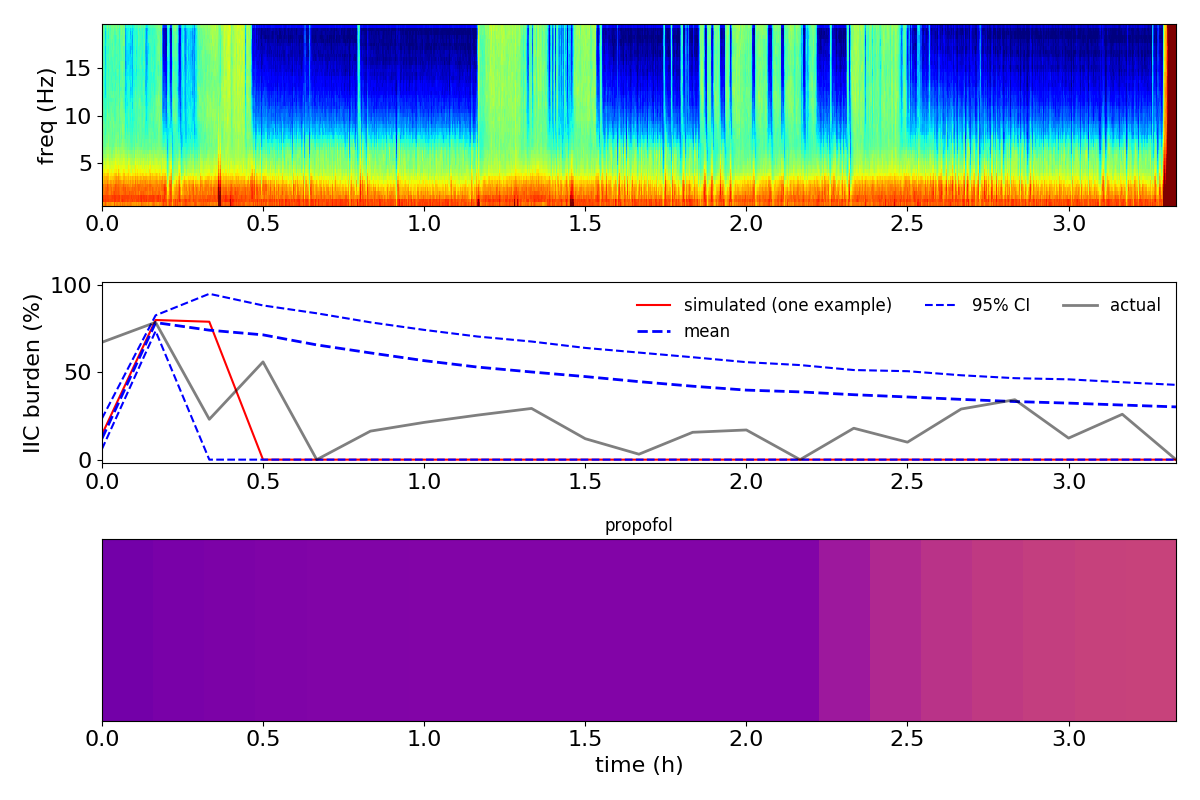 freq (Hz)
15
10
5
0.0 0.5 1.0 1.5 2.0 2.5 3.0
IIC burden (%)
100
50
0
simulated (one example) 95% CI actual
mean
0.0 0.5 1.0 1.5 2.0 2.5 3.0
propofol
0.0 0.5 1.0 1.5 2.0 2.5 3.0
time (h)